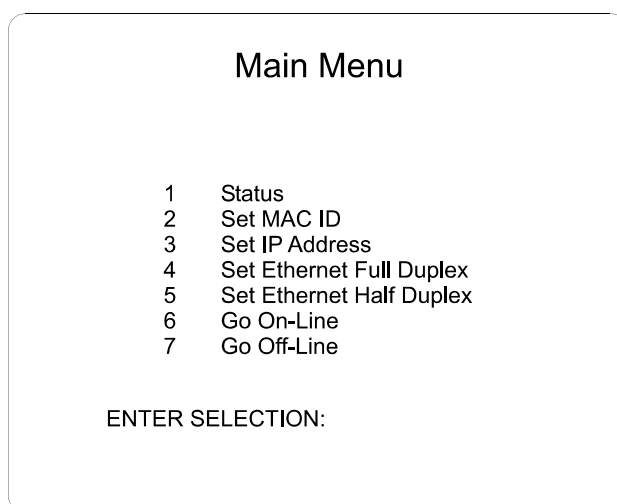 Main Menu
1 Status
2 Set MAC ID
3 Set IP Address
4 Set Ethernet Full Duplex
5 Set Ethernet Half Duplex
6 Go On-Line
7 Go Off-Line
ENTER SELECTION: